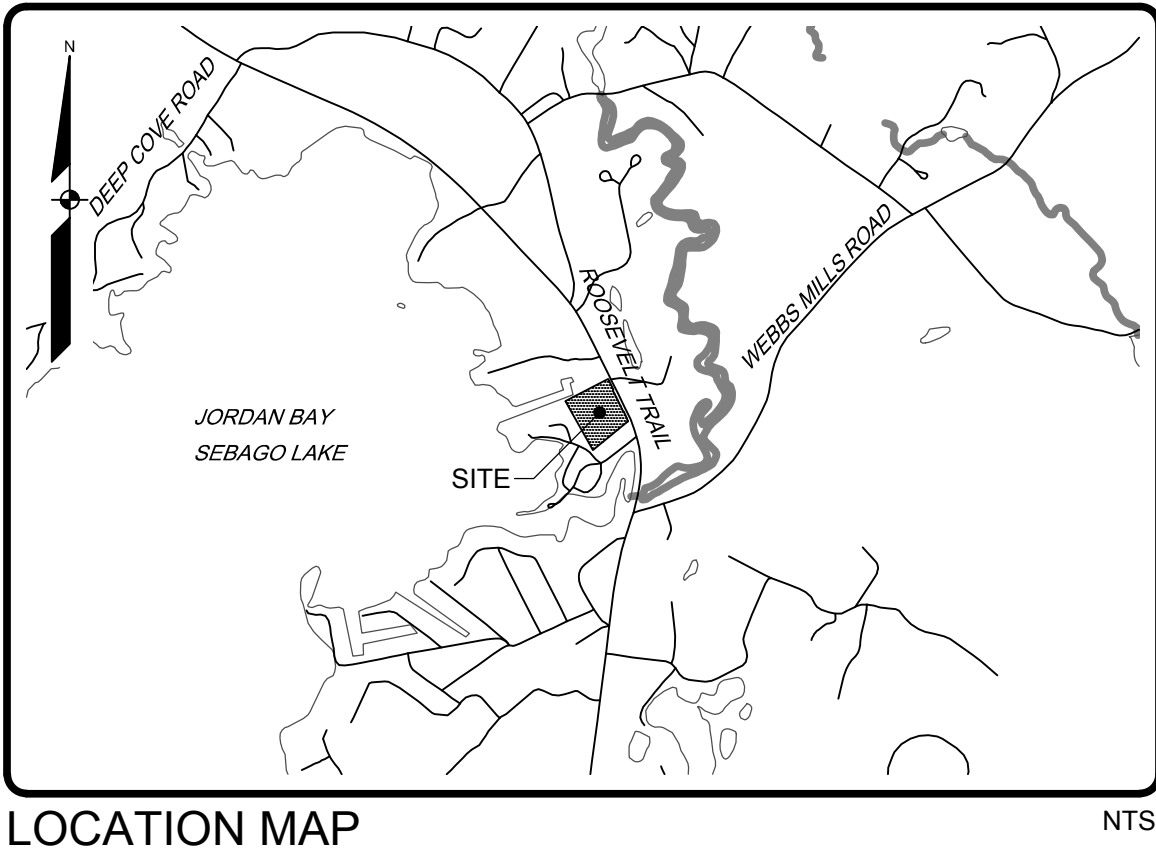 N
DEEP COVE ROAD
ROOSEVELT TRAIL
WEBBS MILLS ROAD
JORDAN BAY
SEBAGO LAKE
SITE
LOCATION MAP
NTS